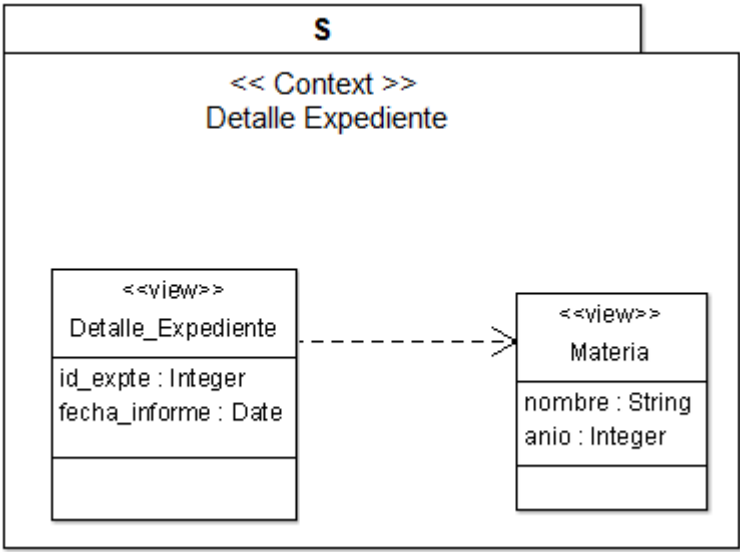 S
<< Context >>
Detalle Expediente
<<view>>
Detalle_Expediente
id_expte : Integer
fecha_informe : Date
<<view>>
Materia
nombre : String
anio : Integer